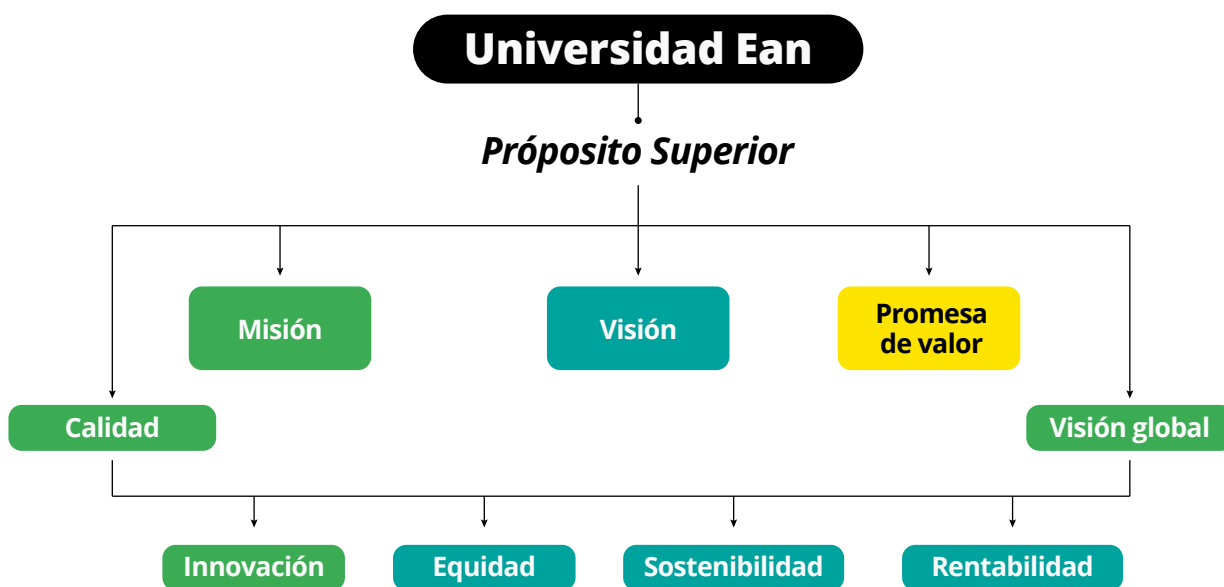 Universidad Ean
Próposito Superior
Misión
Visión
Promesa
de valor
Calidad
Visión global
Innovación
Equidad
Sostenibilidad
Rentabilidad